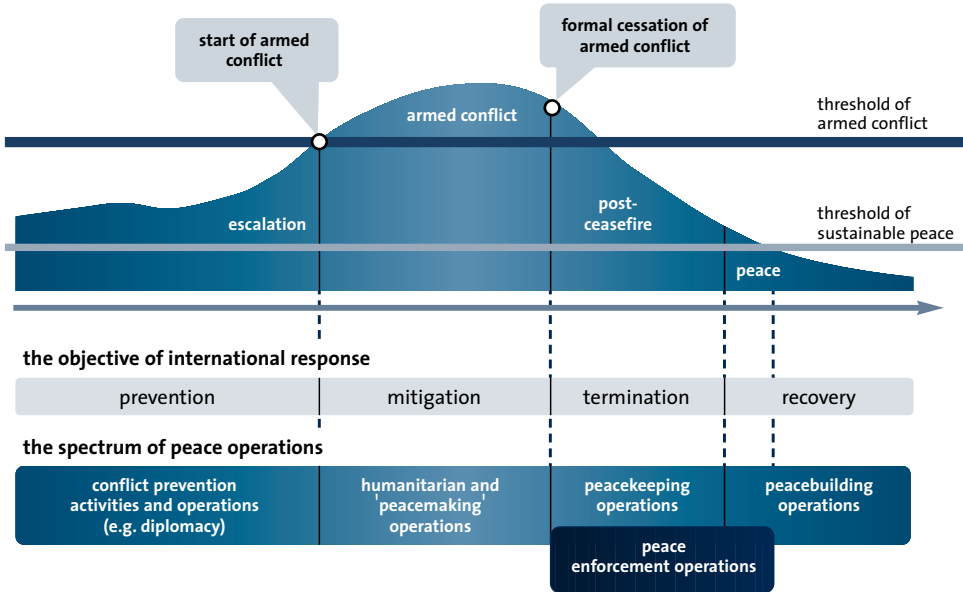 start of armed
conflict
formal cessation of
armed conflict
armed conflict
threshold of
armed conflict
escalation
post-
ceasefire
threshold of
sustainable peace
peace
the objective of international response
prevention
mitigation
termination
recovery
the spectrum of peace operations
conflict prevention
activities and operations
(e.g. diplomacy)
humanitarian and
'peacemaking'
operations
peacekeeping
operations
peacebuilding
operations
peace
enforcement operations